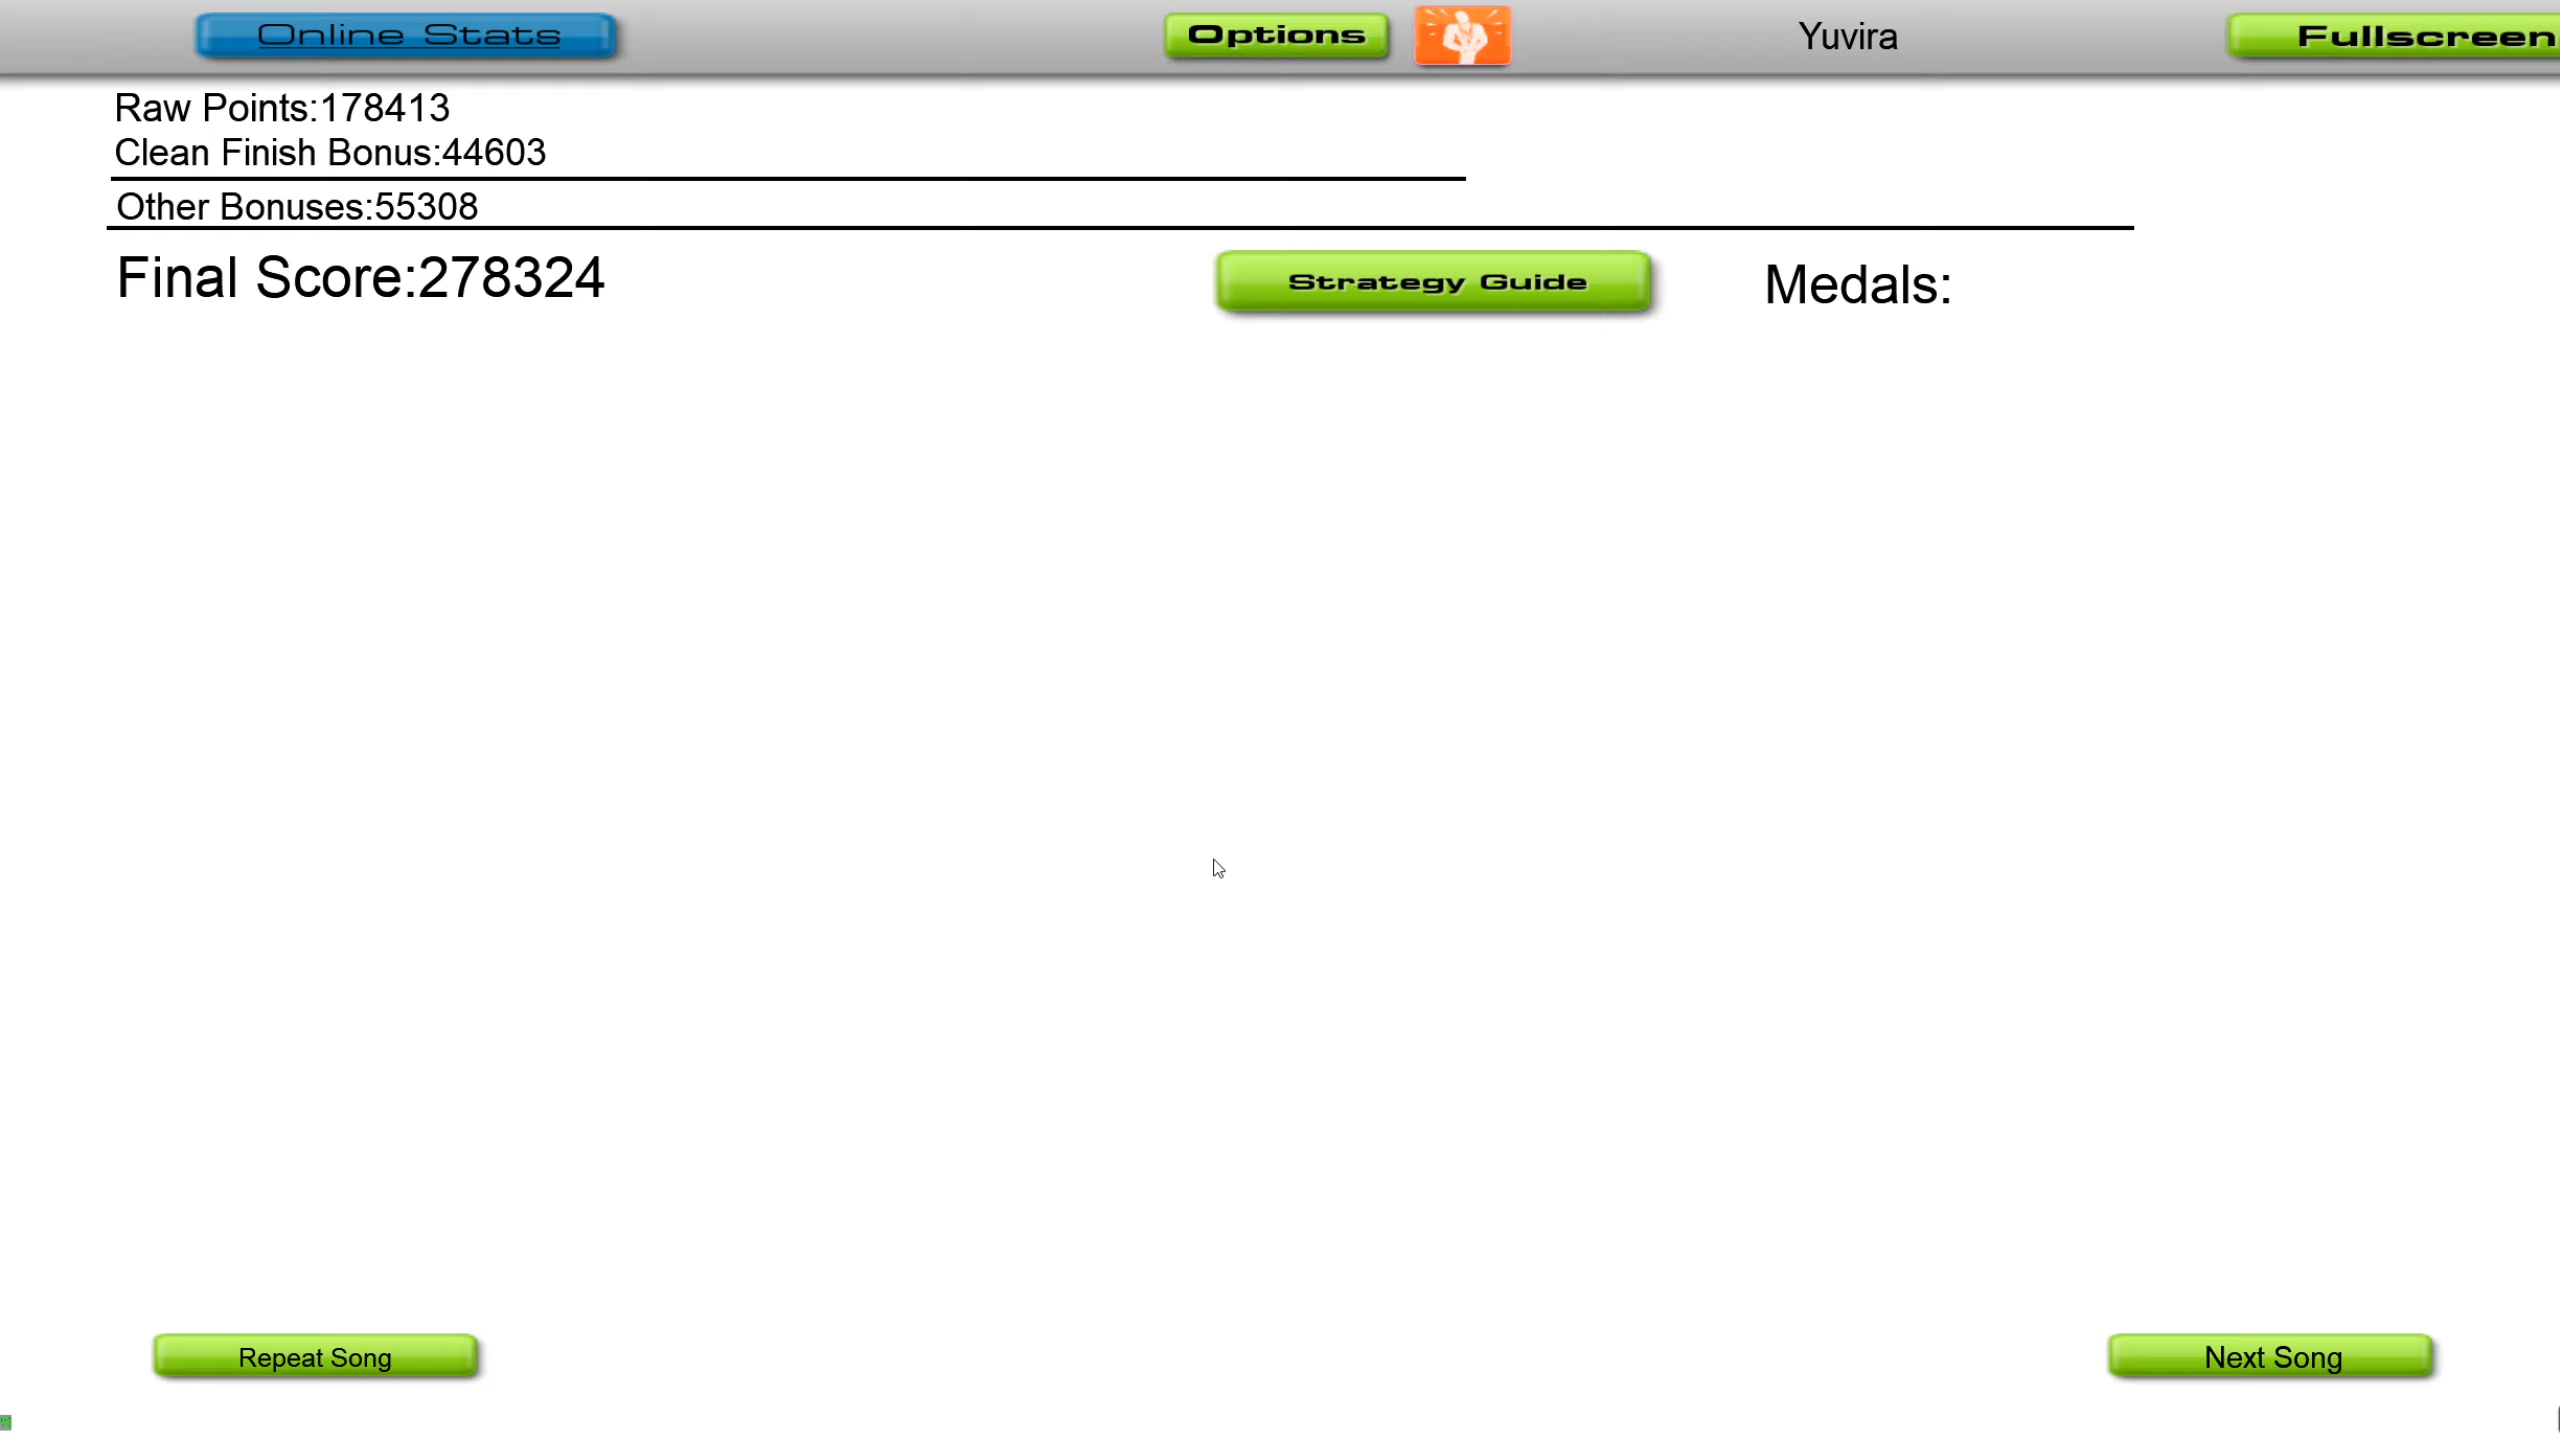 Online Stats
Options
Yuvira
Fullscreen
Raw Points:178413
Clean Finish Bonus:44603
Other Bonuses:55308
Final Score:278324
Strategy Guide
Medals:
Repeat Song
Next Song